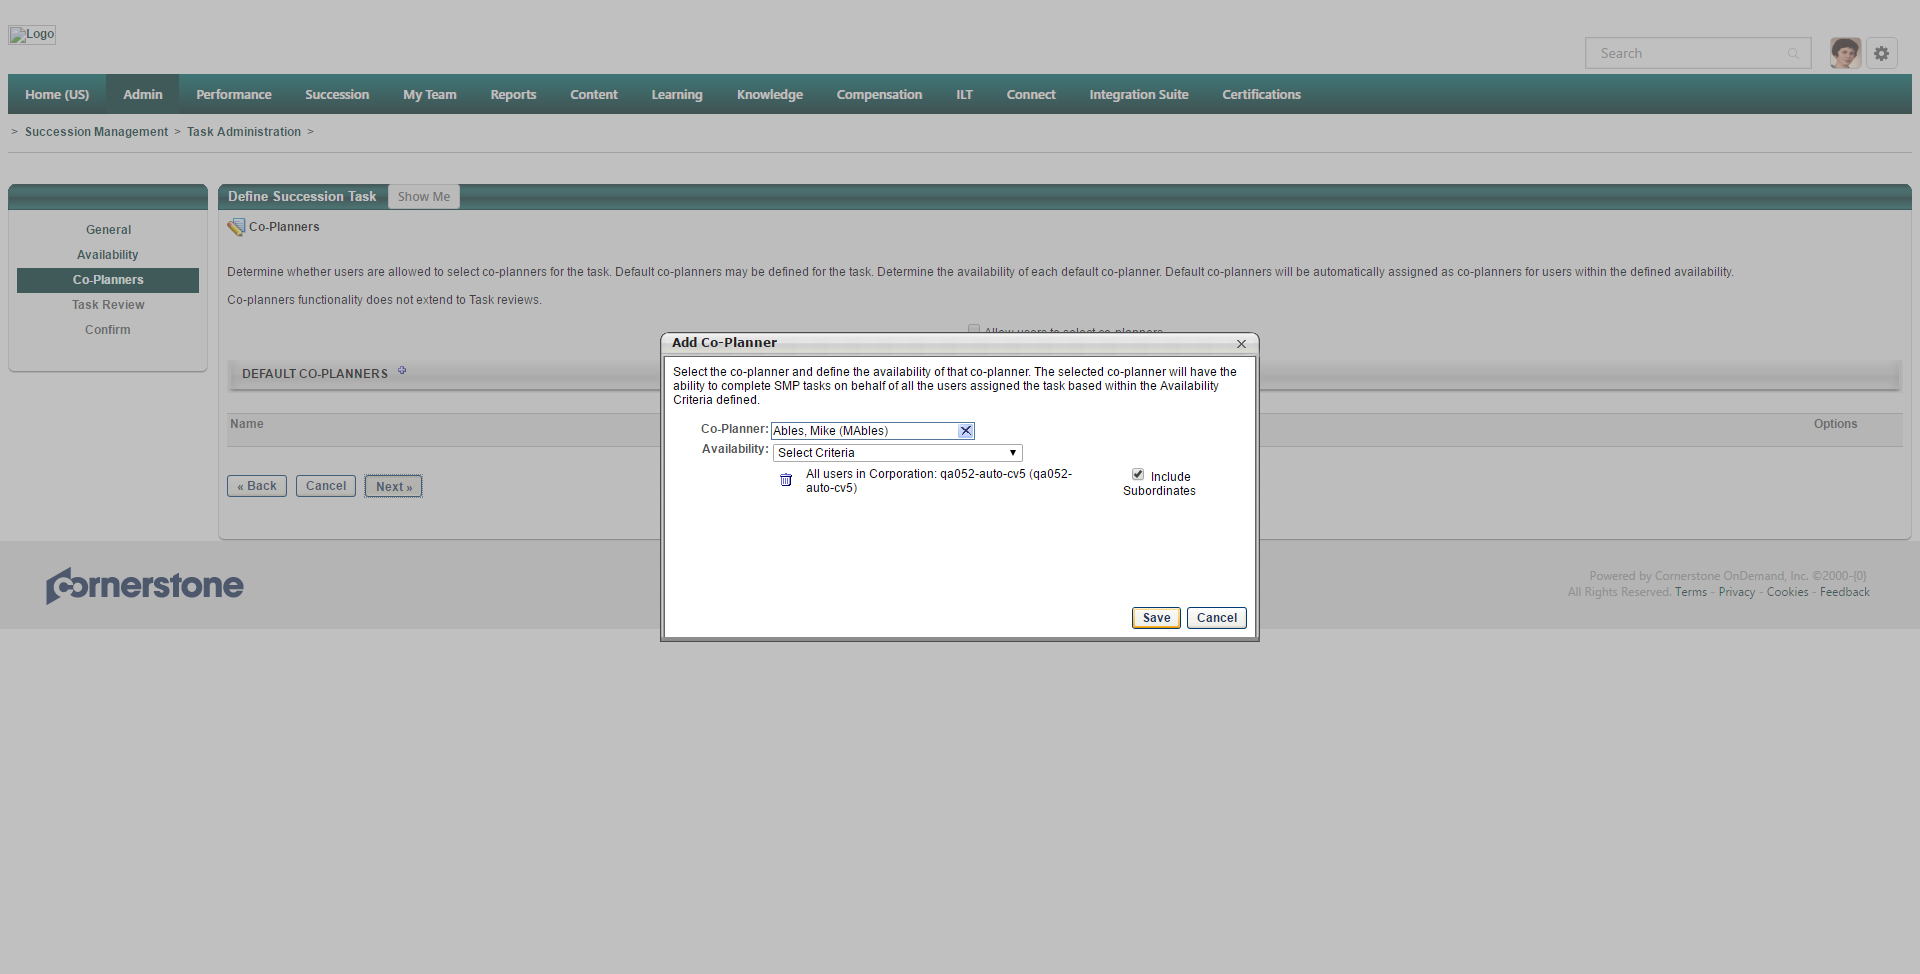 Logo
Search
Home (US) Admin Performance Succession My Team Reports Content Learning Knowledge Compensation ILT Connect Integration Suite Certifications
> Succession Management > Task Administration >
General
Availability
Co-Planners
Task Review
Confirm
Define Succession Task Show Me
Co-Planners
Determine whether users are allowed to select co-planners for the task. Default co-planners may be defined for the task. Determine the availability of each default co-planner. Default co-planners will be automatically assigned as co-planners for users within the defined availability.
Co-planners functionality does not extend to Task reviews.
Allow users to select co-planners
DEFAULT CO-PLANNERS
Name Options
« Back Cancel Next »
Add Co-Planner
Select the co-planner and define the availability of that co-planner. The selected co-planner will have the
ability to complete SMP tasks on behalf of all the users assigned the task based within the Availability
Criteria defined.
Co-Planner: Ables, Mike (MAbles)
Availability: Select Criteria
All users in Corporation: qa052-auto-cv5 (qa052-
auto-cv5)
Include
Subordinates
Save Cancel
Cornerstone
Powered by Cornerstone OnDemand, Inc. ©2000-{0}
All Rights Reserved. Terms - Privacy - Cookies - Feedback